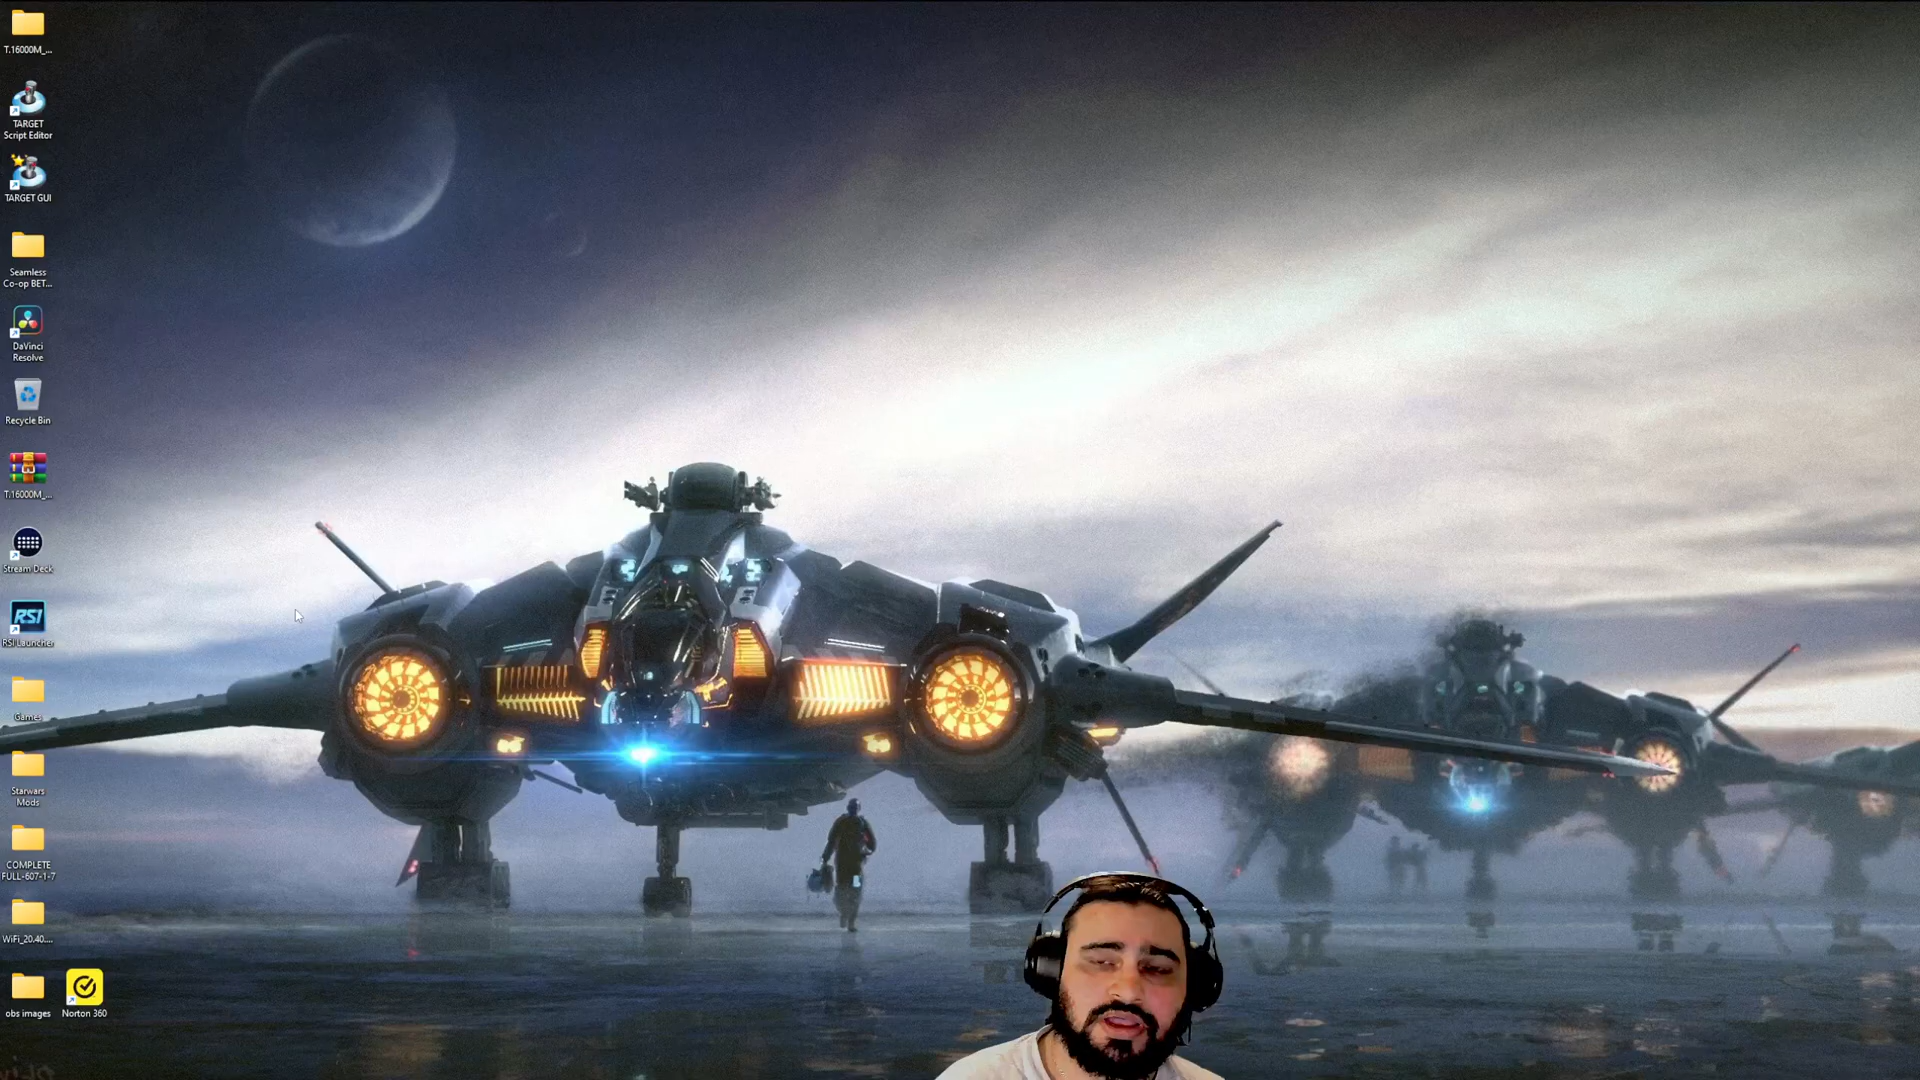 T.16000M_...
TARGET
Script Editor
TARGET GUI
Seamless
Co-op BET...
DaVinci
Resolve
Recycle Bin
T.16000M_...
Stream Deck
RSI
RSI Launcher
Games
Starwars
Mods
COMPLETE
FULL-607-1-7
WiFi_20.40....
obs images
Norton 360